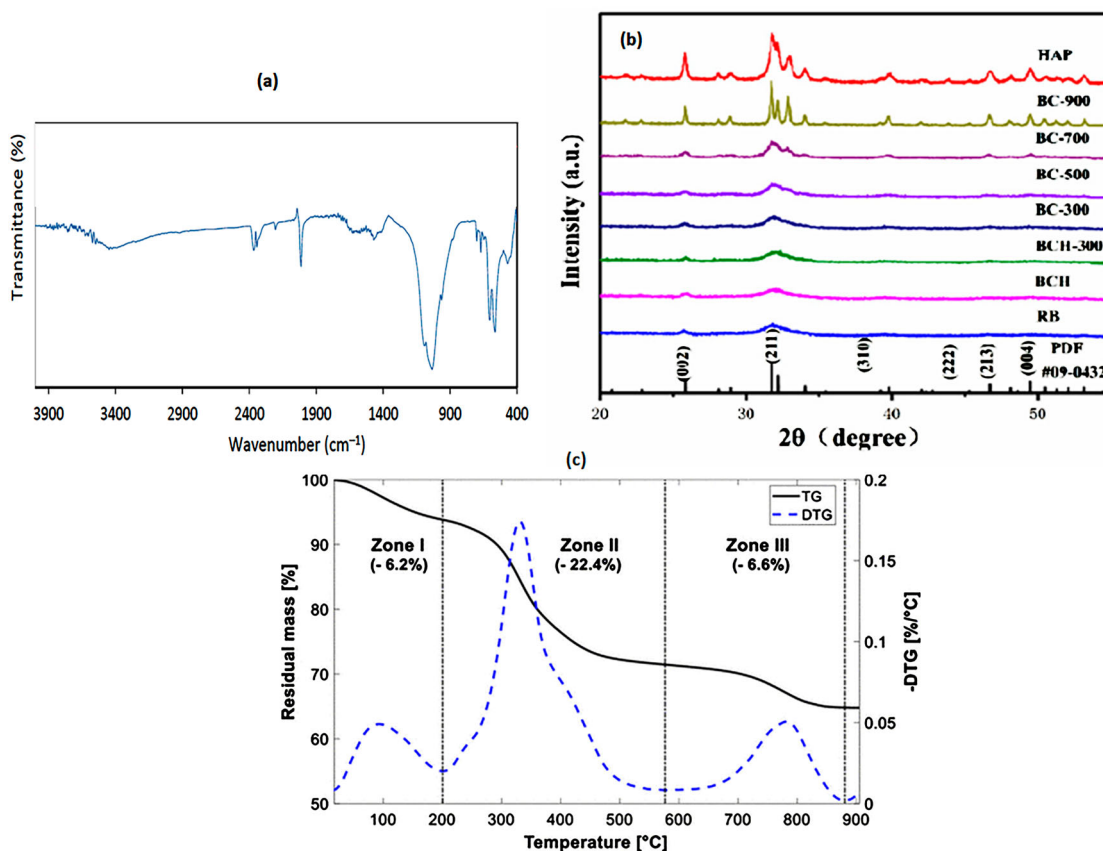 (a)
Transmittance (%)
3900 3400 2900 2400 1900 1400 900 400
Wavenumber (cm⁻¹)
(b)
HAP
BC-900
BC-700
BC-500
BC-300
BCH-300
BCH
RB
PDF
#09-0432
(002)
(211)
(310)
(222)
(213)
(004)
Intensity (a.u.)
20 30 40 50
2θ (degree)
(c)
100
90
80
70
60
50
Residual mass [%]
Zone I
(- 6.2%)
Zone II
(- 22.4%)
Zone III
(- 6.6%)
TG
DTG
0.2
0.15
0.1
0.05
0
-DTG [%/°C]
100 200 300 400 500 600 700 800 900
Temperature [°C]